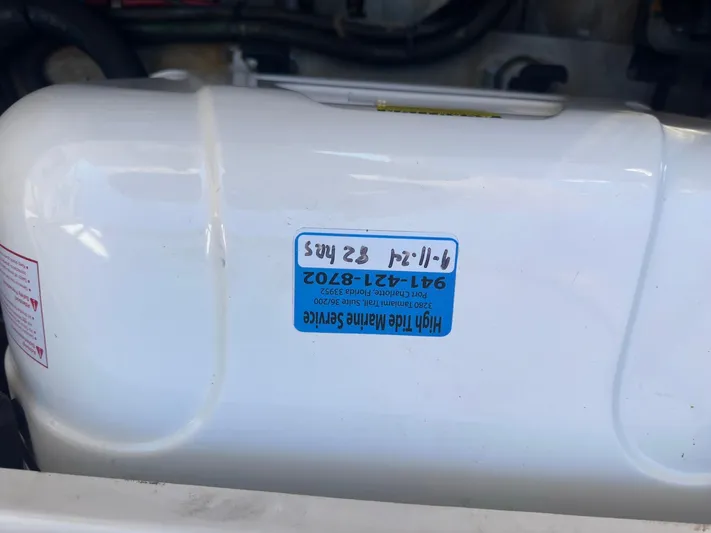 High Tide Marine Service
3280 Tamiami Trail, Suite 36/200
Port Charlotte, Florida 33952
941-421-8702
9-11-24 82 hrs